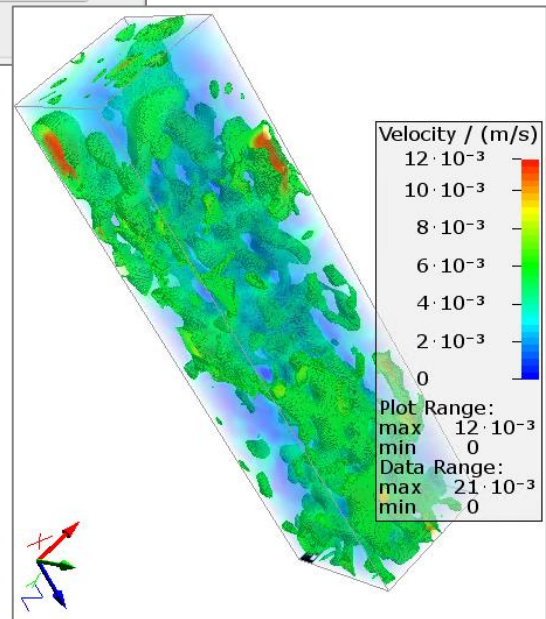 Velocity / (m/s)
12·10⁻³
10·10⁻³
8·10⁻³
6·10⁻³
4·10⁻³
2·10⁻³
0
Plot Range:
max 12·10⁻³
min 0
Data Range:
max 21·10⁻³
min 0
X
Y
Z